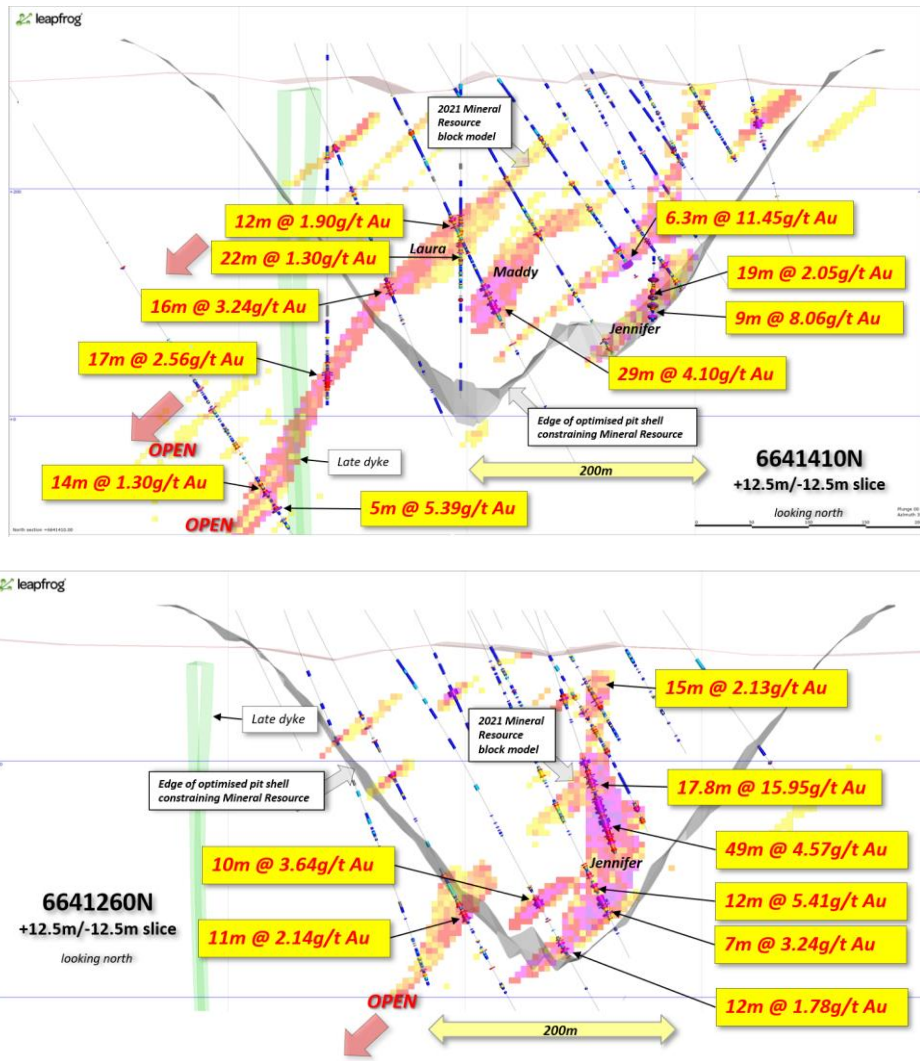 leapfrog
2021 Mineral
Resource
block model
12m @ 1.90g/t Au
22m @ 1.30g/t Au
16m @ 3.24g/t Au
17m @ 2.56g/t Au
14m @ 1.30g/t Au
5m @ 5.39g/t Au
Laura
Maddy
Jennifer
6.3m @ 11.45g/t Au
19m @ 2.05g/t Au
9m @ 8.06g/t Au
29m @ 4.10g/t Au
Edge of optimised pit shell
constraining Mineral Resource
Late dyke
OPEN
OPEN
200m
6641410N
+12.5m/-12.5m slice
looking north
leapfrog
Late dyke
Edge of optimised pit shell
constraining Mineral Resource
2021 Mineral
Resource
block model
15m @ 2.13g/t Au
17.8m @ 15.95g/t Au
49m @ 4.57g/t Au
Jennifer
12m @ 5.41g/t Au
7m @ 3.24g/t Au
12m @ 1.78g/t Au
10m @ 3.64g/t Au
11m @ 2.14g/t Au
6641260N
+12.5m/-12.5m slice
looking north
OPEN
200m